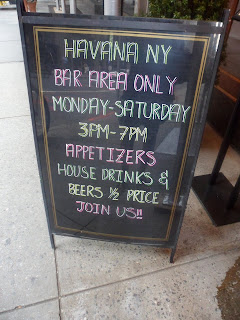 HAVANA NY
BAR AREA ONLY
MONDAY-SATURDAY
3PM-7PM
APPETIZERS
HOUSE DRINKS &
BEERS ½ PRICE
JOIN US!!